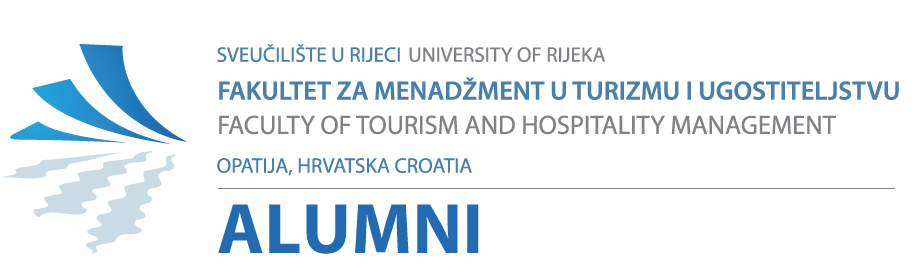 SVEUČILIŠTE U RIJECI UNIVERSITY OF RIJEKA
FAKULTET ZA MENADŽMENT U TURIZMU I UGOSTITELJSTVU
FACULTY OF TOURISM AND HOSPITALITY MANAGEMENT
OPATIJA, HRVATSKA CROATIA
ALUMNI